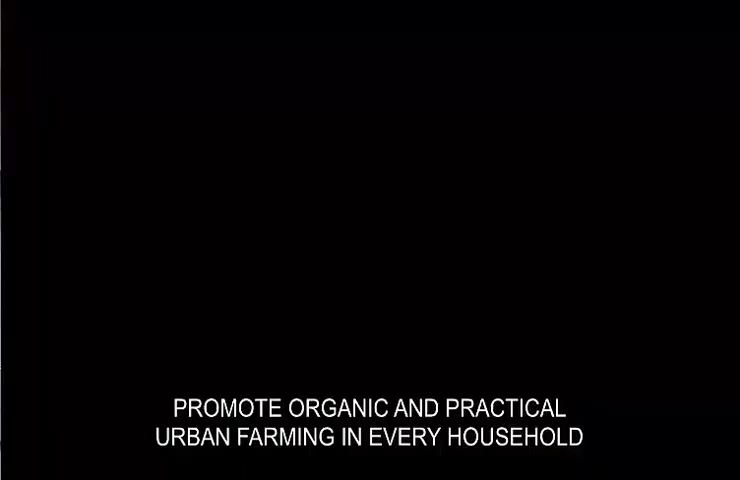 PROMOTE ORGANIC AND PRACTICAL
URBAN FARMING IN EVERY HOUSEHOLD